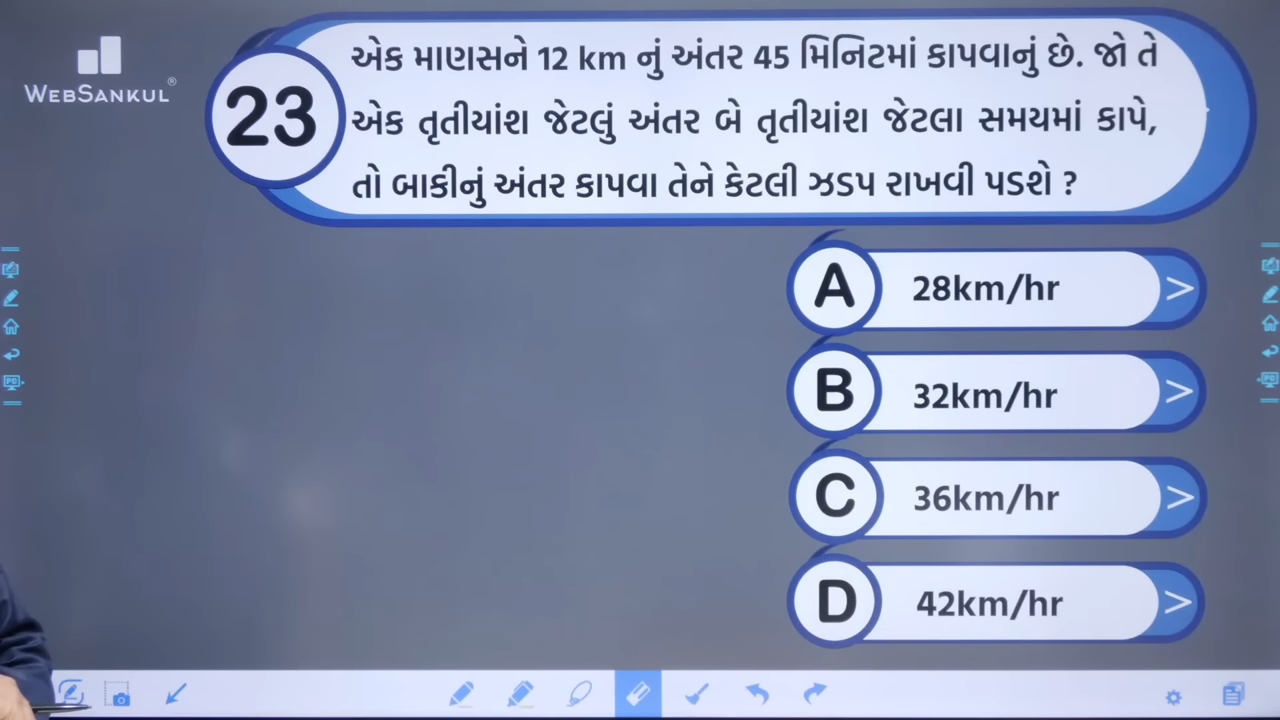 WEBSANKUL®
23
એક માણસને 12 km નું અંતર 45 મિનિટમાં કાપવાનું છે. જો તે
એક તૃતીયાંશ જેટલું અંતર બે તૃતીયાંશ જેટલા સમયમાં કાપે,
તો બાકીનું અંતર કાપવા તેને કેટલી ઝડપ રાખવી પડશે ?
A 28km/hr >
B 32km/hr >
C 36km/hr >
D 42km/hr >